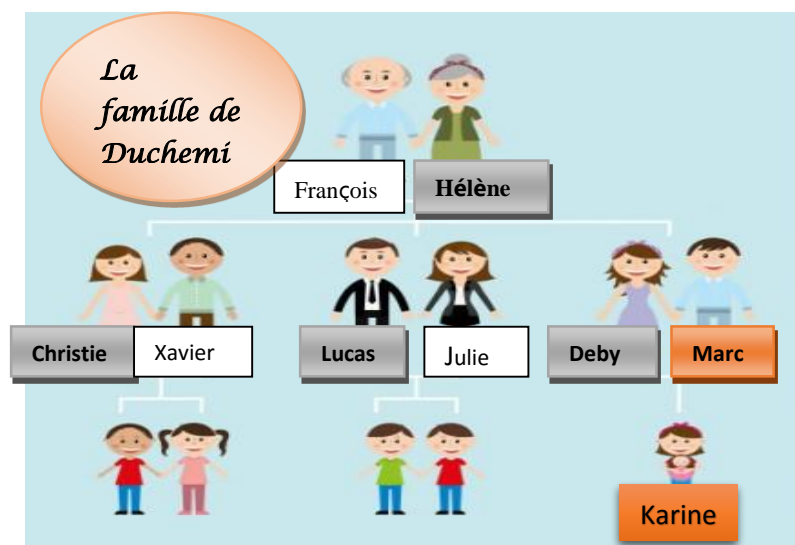 La
famille de
Duchemi
François Hélène
Christie Xavier Lucas Julie Deby Marc
Karine